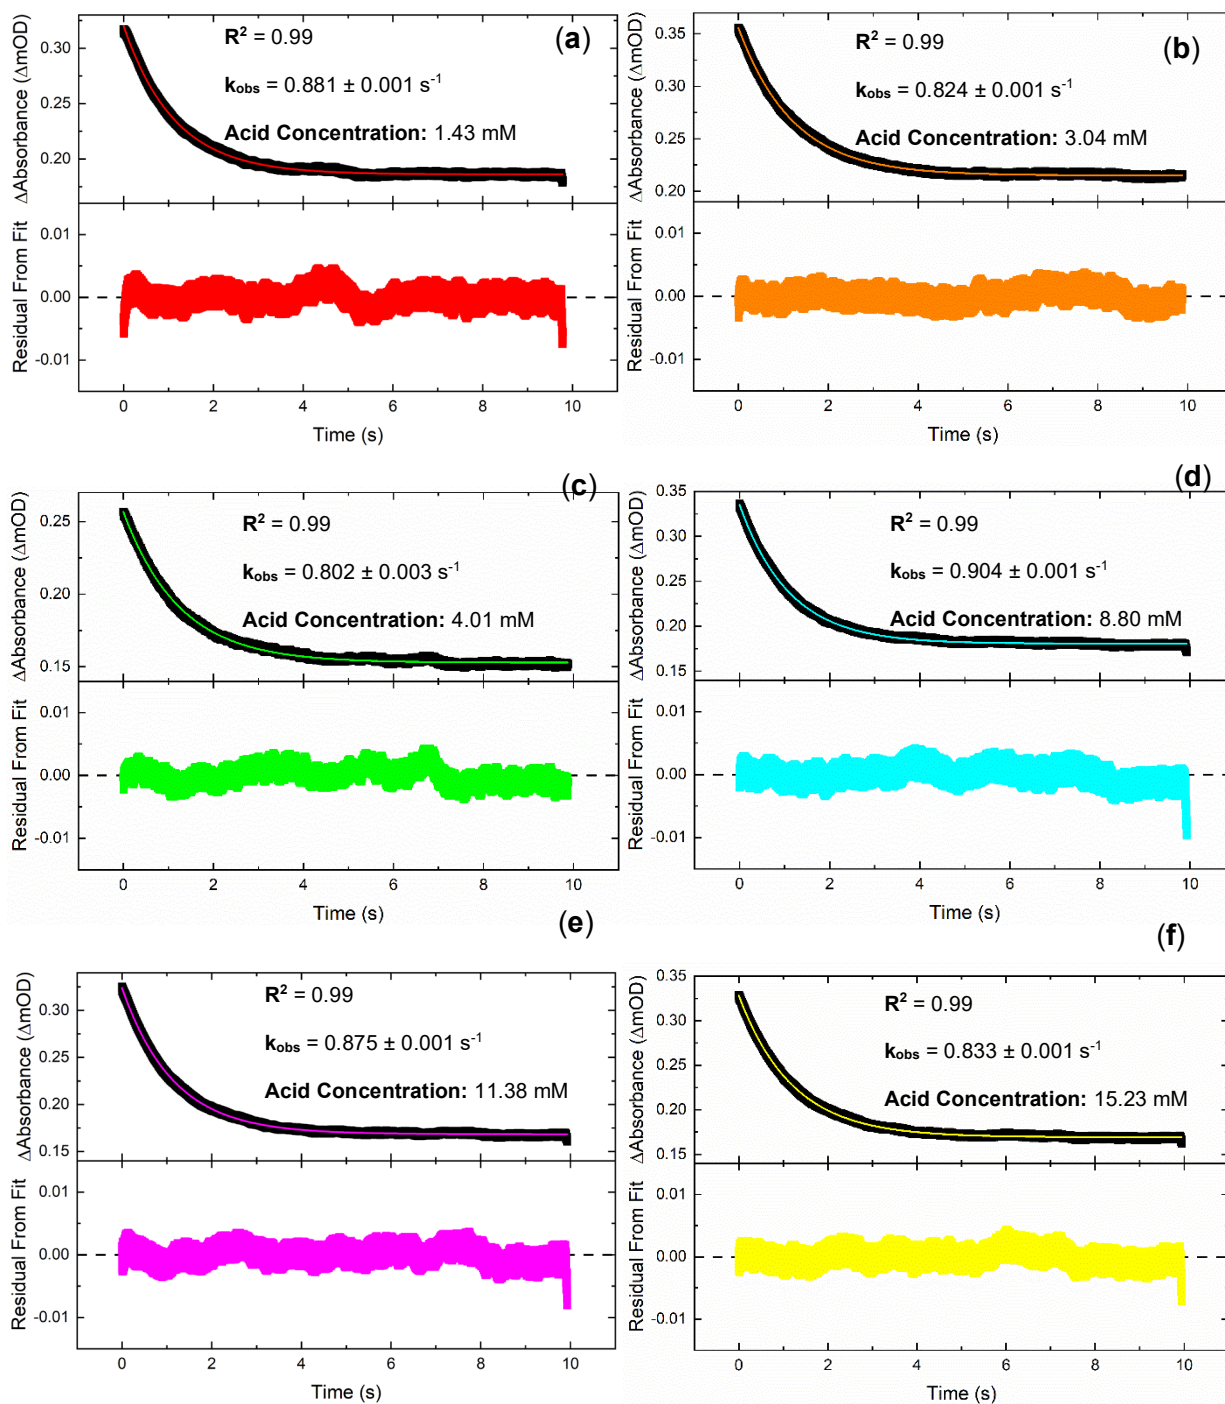 (a)
R² = 0.99
kobs = 0.881 ± 0.001 s⁻¹
Acid Concentration: 1.43 mM
ΔAbsorbance (ΔmOD)
0.30
0.25
0.20
Residual From Fit
0.01
0.00
-0.01
0 2 4 6 8 10
Time (s)
(b)
R² = 0.99
kobs = 0.824 ± 0.001 s⁻¹
Acid Concentration: 3.04 mM
ΔAbsorbance (ΔmOD)
0.35
0.30
0.25
0.20
Residual From Fit
0.01
0.00
-0.01
0 2 4 6 8 10
Time (s)
(c)
R² = 0.99
kobs = 0.802 ± 0.003 s⁻¹
Acid Concentration: 4.01 mM
ΔAbsorbance (ΔmOD)
0.25
0.20
0.15
Residual From Fit
0.01
0.00
-0.01
0 2 4 6 8 10
Time (s)
(d)
R² = 0.99
kobs = 0.904 ± 0.001 s⁻¹
Acid Concentration: 8.80 mM
ΔAbsorbance (ΔmOD)
0.35
0.30
0.25
0.20
0.15
Residual From Fit
0.01
0.00
-0.01
0 2 4 6 8 10
Time (s)
(e)
R² = 0.99
kobs = 0.875 ± 0.001 s⁻¹
Acid Concentration: 11.38 mM
ΔAbsorbance (ΔmOD)
0.30
0.25
0.20
0.15
Residual From Fit
0.01
0.00
-0.01
0 2 4 6 8 10
Time (s)
(f)
R² = 0.99
kobs = 0.833 ± 0.001 s⁻¹
Acid Concentration: 15.23 mM
ΔAbsorbance (ΔmOD)
0.35
0.30
0.25
0.20
0.15
Residual From Fit
0.01
0.00
-0.01
0 2 4 6 8 10
Time (s)